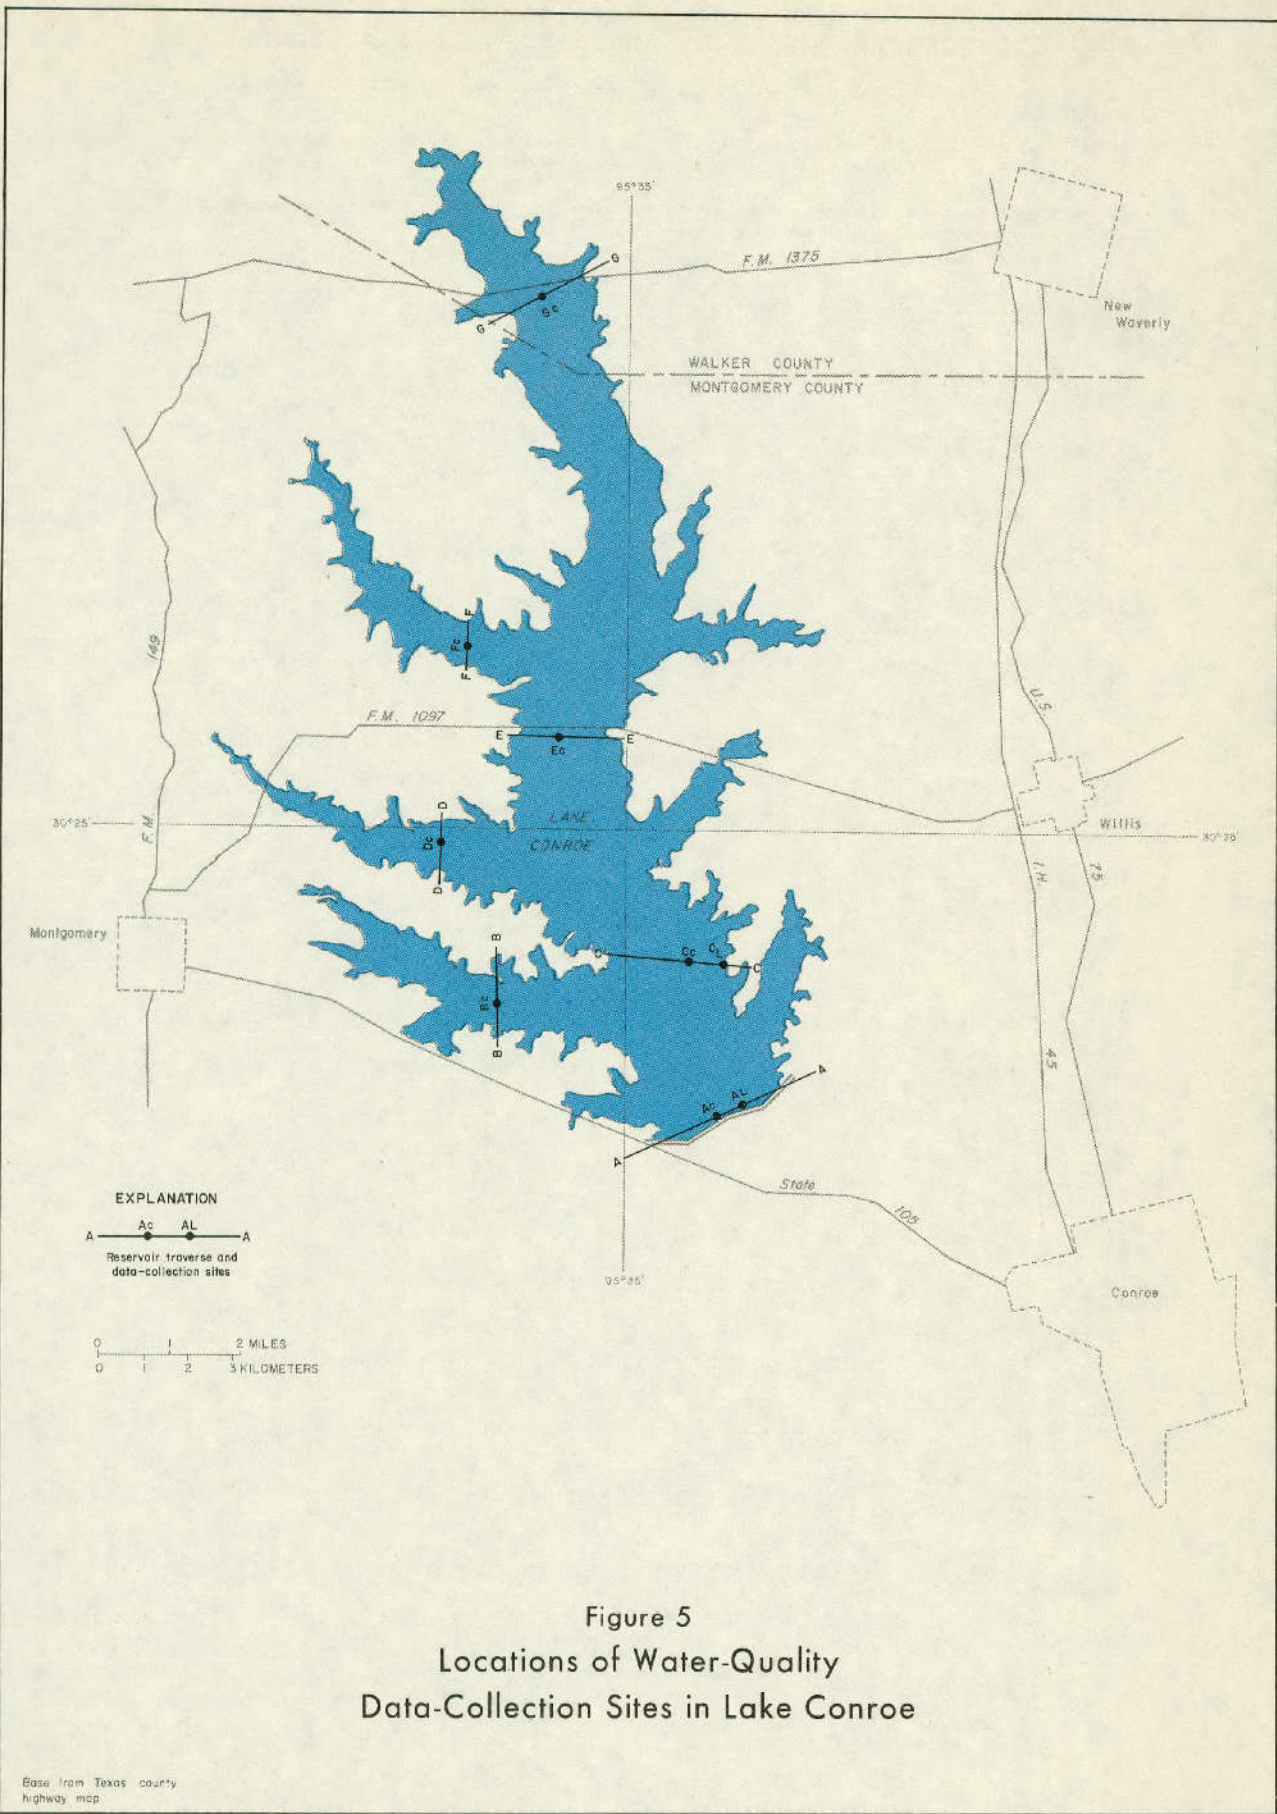 95°35'
F.M. 1375
G
Gc
G
New
Waverly
WALKER COUNTY
MONTGOMERY COUNTY
149
F
Fc
F
U.S.
F.M. 1097
E
Ec
E
30°25'
F.M.
D
Dc
D
LAKE
CONROE
Willis
30°25'
I.H.
75
Montgomery
B
Bc
B
C
Cc
CL
C
45
A
Ac
AL
A
State
105
EXPLANATION
A Ac AL A
Reservoir traverse and
data-collection sites
95°35'
Conroe
0 1 2 MILES
0 1 2 3 KILOMETERS
Figure 5
Locations of Water-Quality
Data-Collection Sites in Lake Conroe
Base from Texas county
highway map